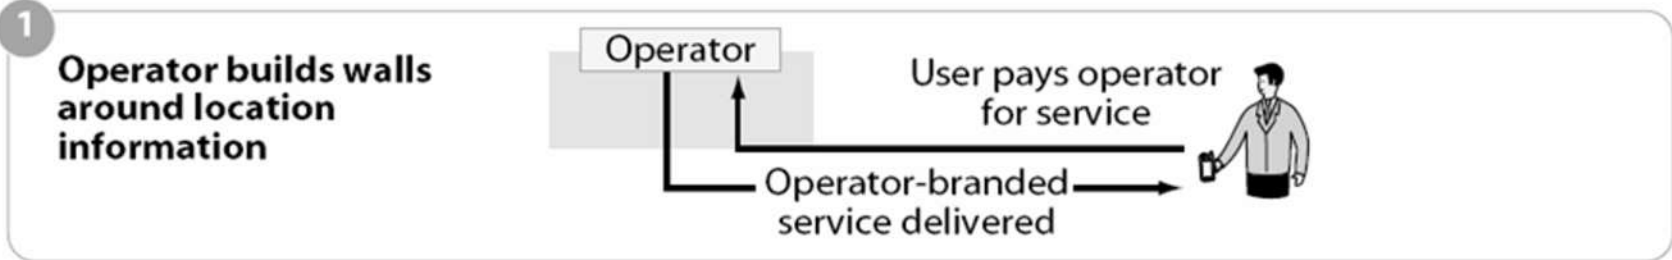 1
Operator builds walls
around location
information
Operator
User pays operator
for service
Operator-branded
service delivered